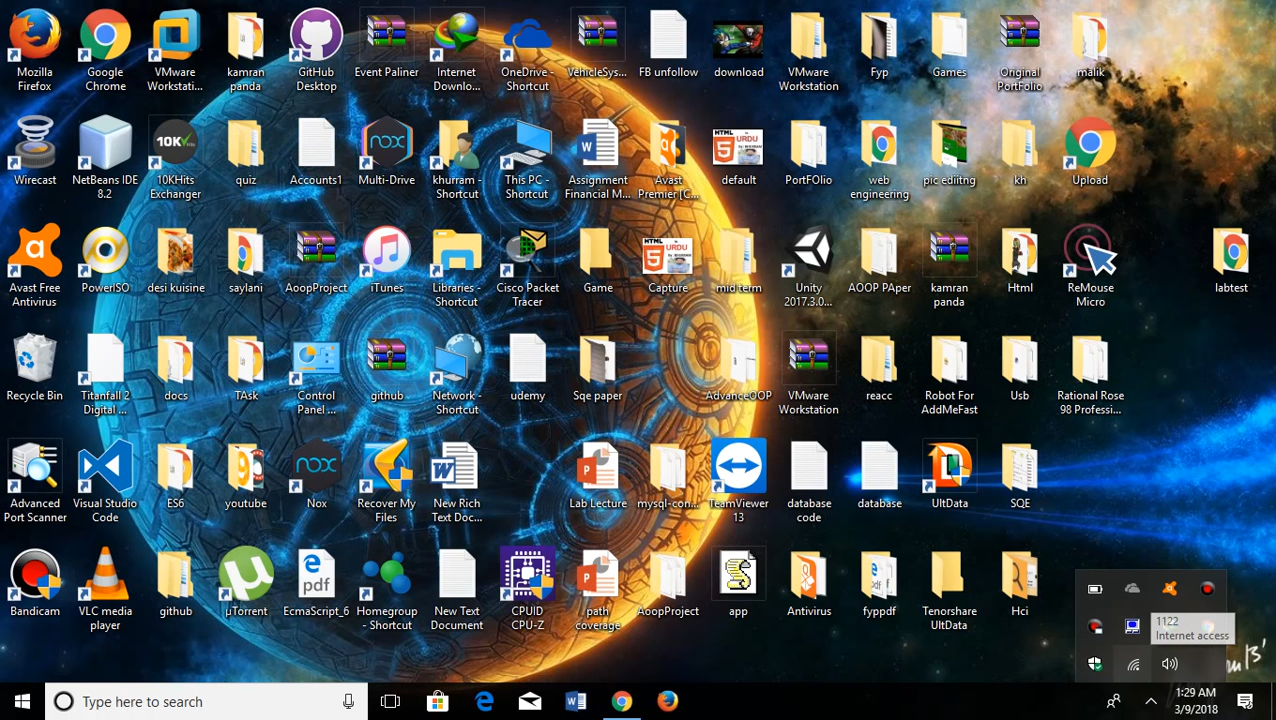 Mozilla Firefox
Google Chrome
VMware Workstati...
kamran panda
GitHub Desktop
Event Paliner
Internet Downlo...
OneDrive - Shortcut
VehicleSys...
FB unfollow
download
VMware Workstation
Fyp
Games
Original PortFolio
malik
Wirecast
NetBeans IDE 8.2
10KHits Exchanger
quiz
Accounts1
Multi-Drive
khurram - Shortcut
This PC - Shortcut
Assignment Financial M...
Avast Premier [C...
default
PortFOlio
web engineering
pic ediitng
kh
Upload
Avast Free Antivirus
PowerISO
desi kuisine
saylani
AoopProject
iTunes
Libraries - Shortcut
Cisco Packet Tracer
Game
Capture
mid term
Unity 2017.3.0...
AOOP PAper
kamran panda
Html
ReMouse Micro
labtest
Recycle Bin
Titanfall 2 Digital ...
docs
TAsk
Control Panel ...
github
Network - Shortcut
udemy
Sqe paper
AdvanceOOP
VMware Workstation
reacc
Robot For AddMeFast
Usb
Rational Rose 98 Professi...
Advanced Port Scanner
Visual Studio Code
ES6
youtube
Nox
Recover My Files
New Rich Text Doc...
Lab Lecture
mysql-con...
TeamViewer 13
database code
database
UltData
SQE
Bandicam
VLC media player
github
µTorrent
EcmaScript_6
Homegroup - Shortcut
New Text Document
CPUID CPU-Z
path coverage
AoopProject
app
Antivirus
fyppdf
Tenorshare UltData
Hci
1122
Internet access
Type here to search
1:29 AM
3/9/2018